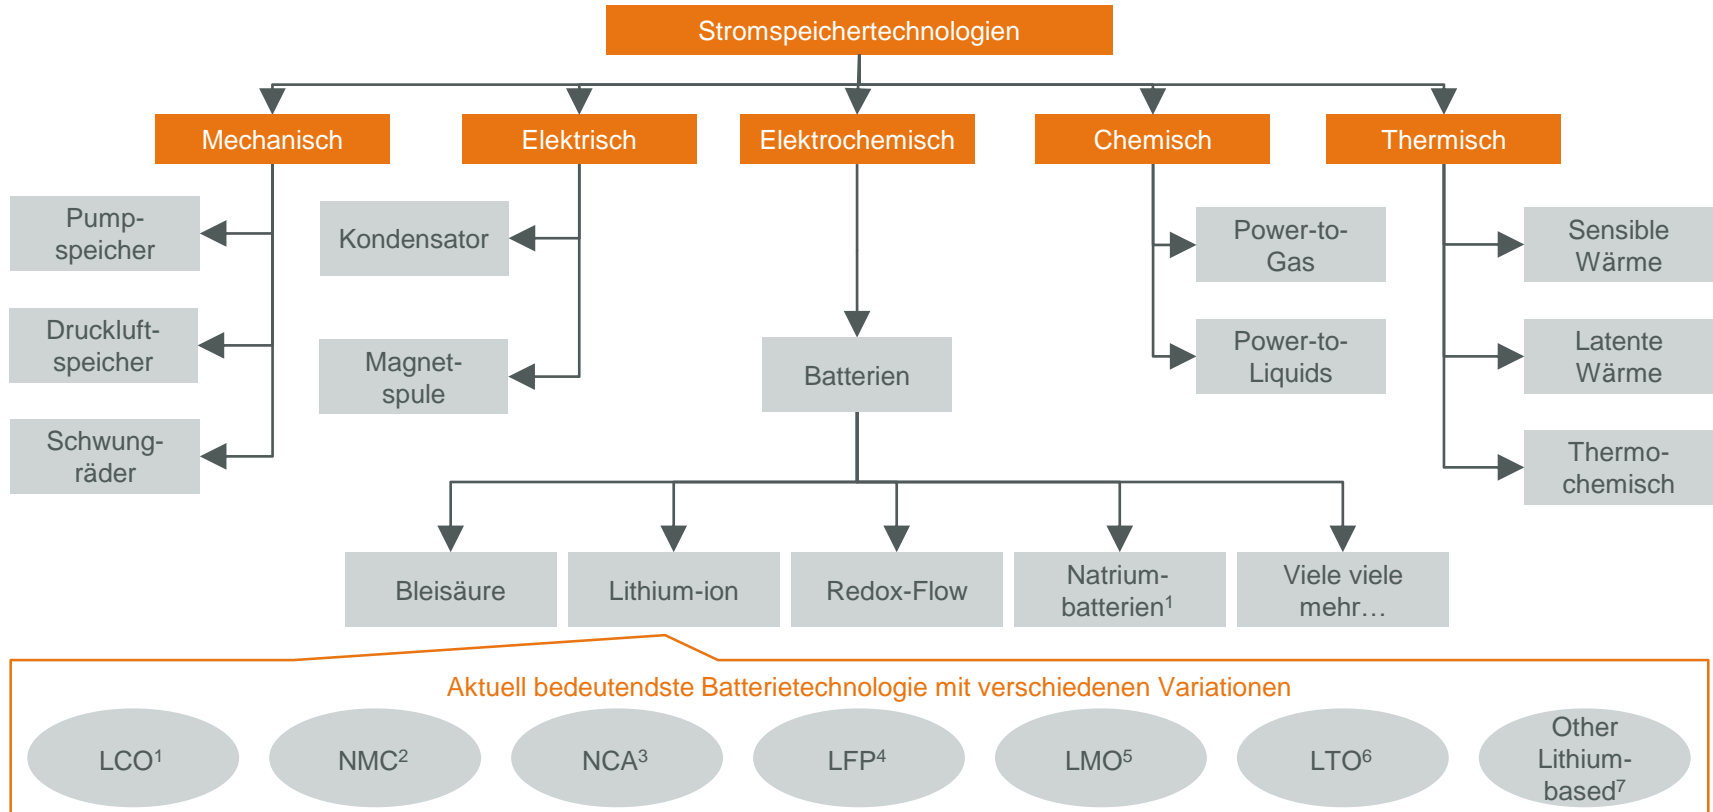 Stromspeichertechnologien
Mechanisch
Elektrisch
Elektrochemisch
Chemisch
Thermisch
Pump-
speicher
Druckluft-
speicher
Schwung-
räder
Kondensator
Magnet-
spule
Batterien
Power-to-
Gas
Power-to-
Liquids
Sensible
Wärme
Latente
Wärme
Thermo-
chemisch
Bleisäure
Lithium-ion
Redox-Flow
Natrium-
batterien¹
Viele viele
mehr…
Aktuell bedeutendste Batterietechnologie mit verschiedenen Variationen
LCO¹
NMC²
NCA³
LFP⁴
LMO⁵
LTO⁶
Other
Lithium-
based⁷